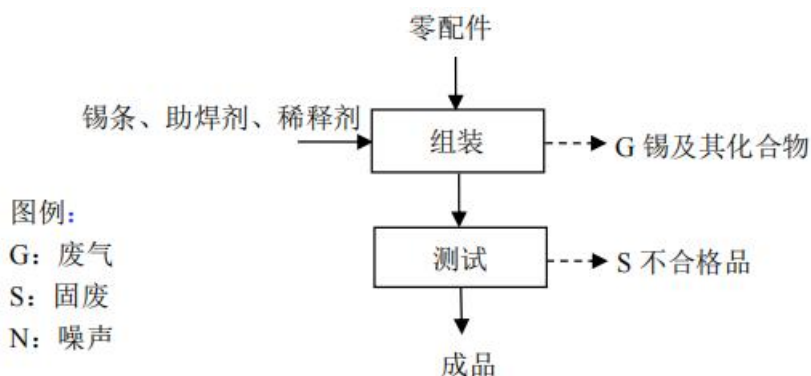 零配件
锡条、助焊剂、稀释剂
组装
G 锡及其化合物
图例：
G：废气
S：固废
N：噪声
测试
S 不合格品
成品